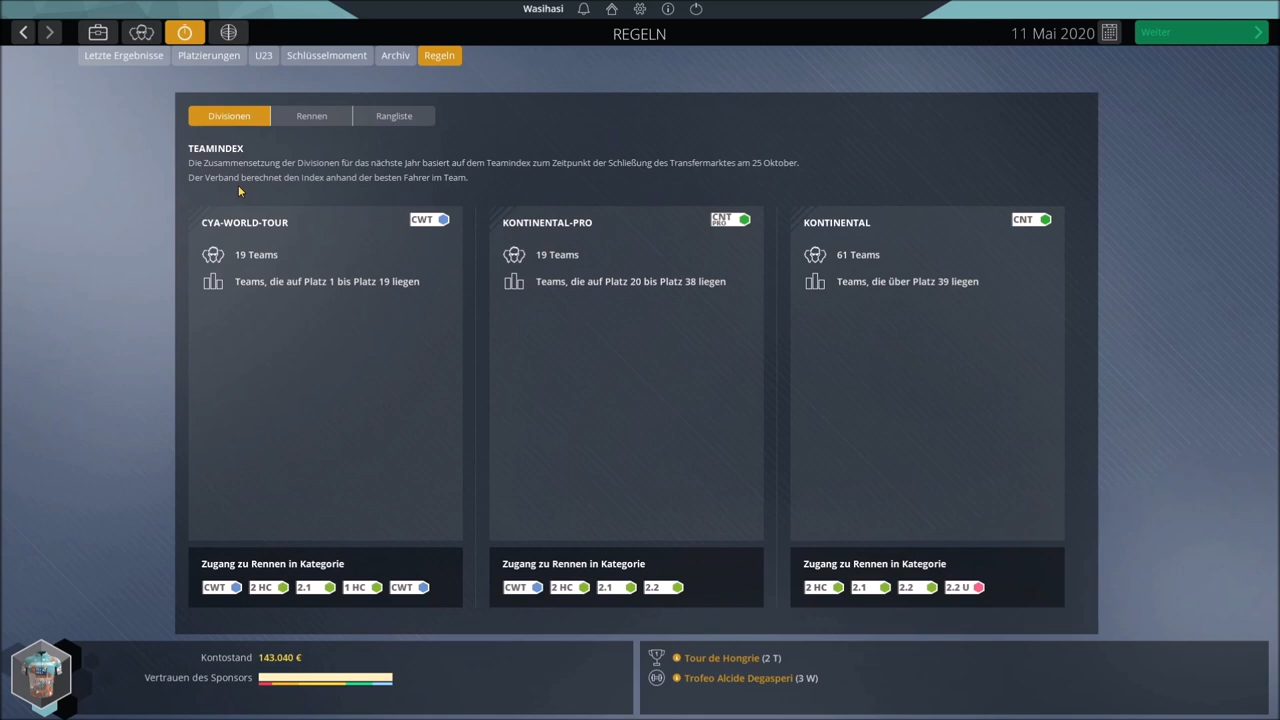 Wasihasi
REGELN
11 Mai 2020
Weiter
Letzte Ergebnisse
Platzierungen
U23
Schlüsselmoment
Archiv
Regeln
Divisionen
Rennen
Rangliste
TEAMINDEX
Die Zusammensetzung der Divisionen für das nächste Jahr basiert auf dem Teamindex zum Zeitpunkt der Schließung des Transfermarktes am 25 Oktober.
Der Verband berechnet den Index anhand der besten Fahrer im Team.
CYA-WORLD-TOUR
CWT
19 Teams
Teams, die auf Platz 1 bis Platz 19 liegen
Zugang zu Rennen in Kategorie
CWT
2 HC
2.1
1 HC
CWT
KONTINENTAL-PRO
CNT
PRO
19 Teams
Teams, die auf Platz 20 bis Platz 38 liegen
Zugang zu Rennen in Kategorie
CWT
2 HC
2.1
2.2
KONTINENTAL
CNT
61 Teams
Teams, die über Platz 39 liegen
Zugang zu Rennen in Kategorie
2 HC
2.1
2.2
2.2 U
Kontostand 143.040 €
Vertrauen des Sponsors
Tour de Hongrie (2 T)
Trofeo Alcide Degasperi (3 W)